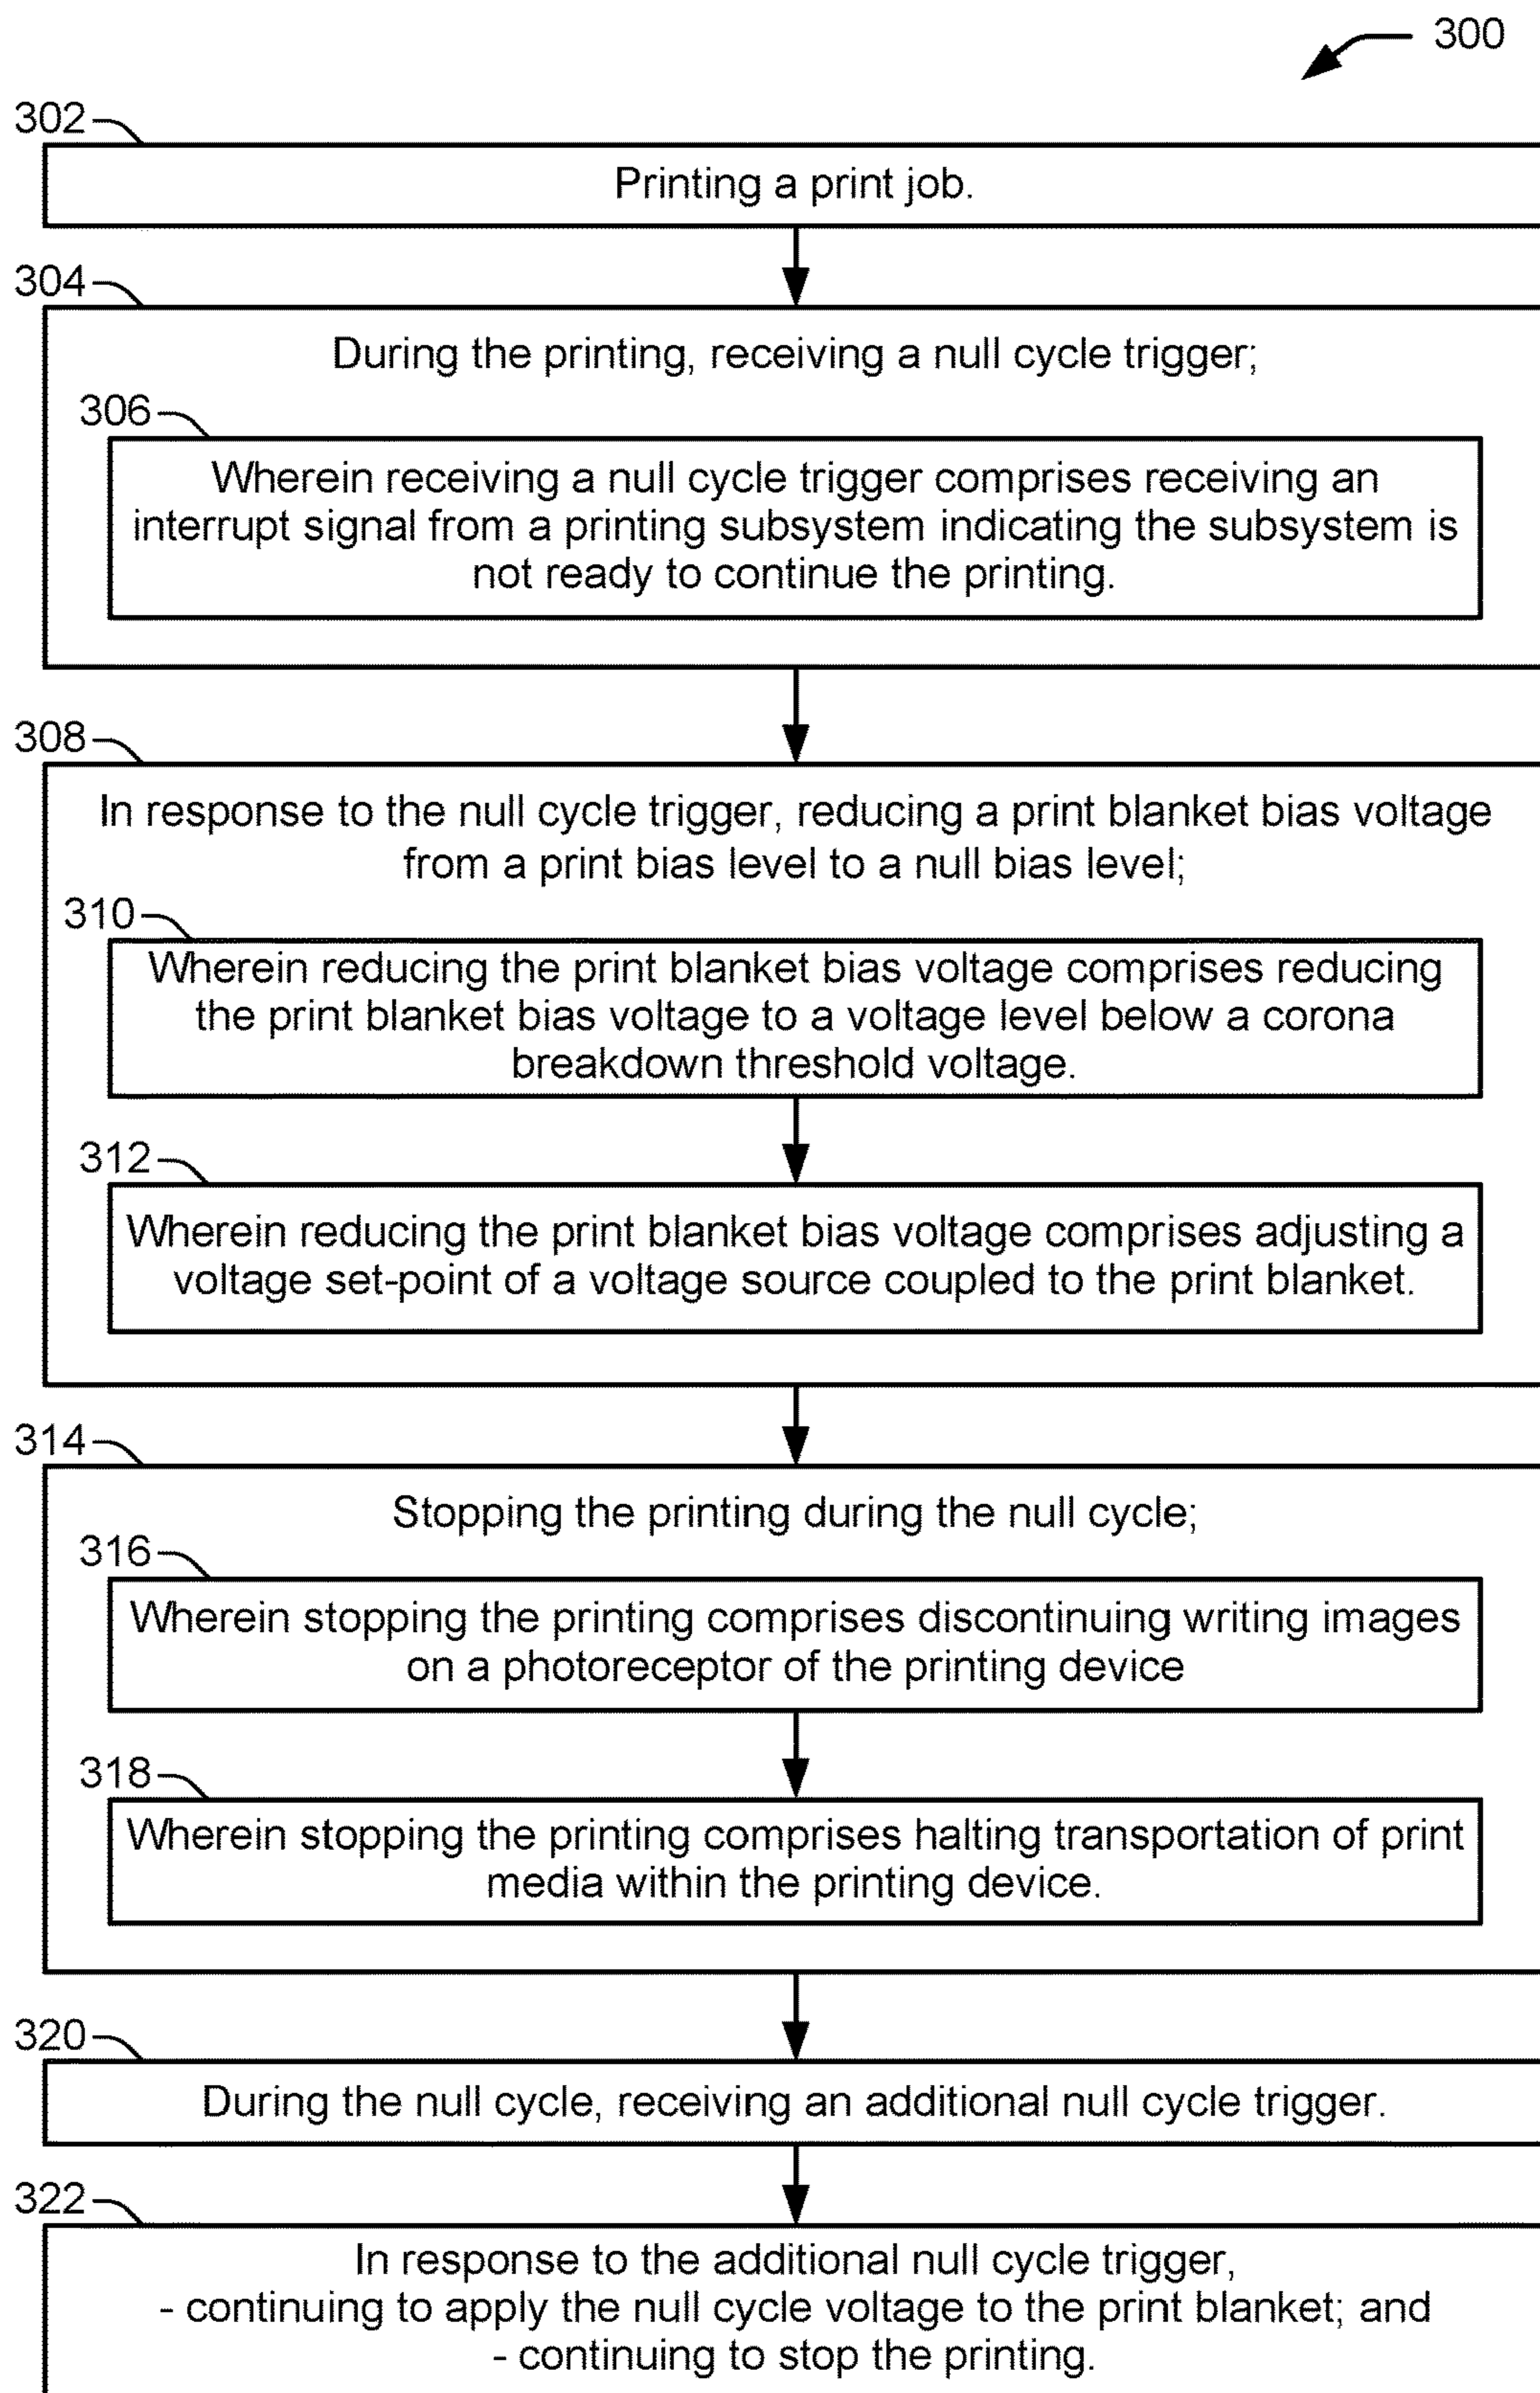 300
302
Printing a print job.
304
During the printing, receiving a null cycle trigger;
306
Wherein receiving a null cycle trigger comprises receiving an
interrupt signal from a printing subsystem indicating the subsystem is
not ready to continue the printing.
308
In response to the null cycle trigger, reducing a print blanket bias voltage
from a print bias level to a null bias level;
310
Wherein reducing the print blanket bias voltage comprises reducing
the print blanket bias voltage to a voltage level below a corona
breakdown threshold voltage.
312
Wherein reducing the print blanket bias voltage comprises adjusting a
voltage set-point of a voltage source coupled to the print blanket.
314
Stopping the printing during the null cycle;
316
Wherein stopping the printing comprises discontinuing writing images
on a photoreceptor of the printing device
318
Wherein stopping the printing comprises halting transportation of print
media within the printing device.
320
During the null cycle, receiving an additional null cycle trigger.
322
In response to the additional null cycle trigger,
- continuing to apply the null cycle voltage to the print blanket; and
- continuing to stop the printing.